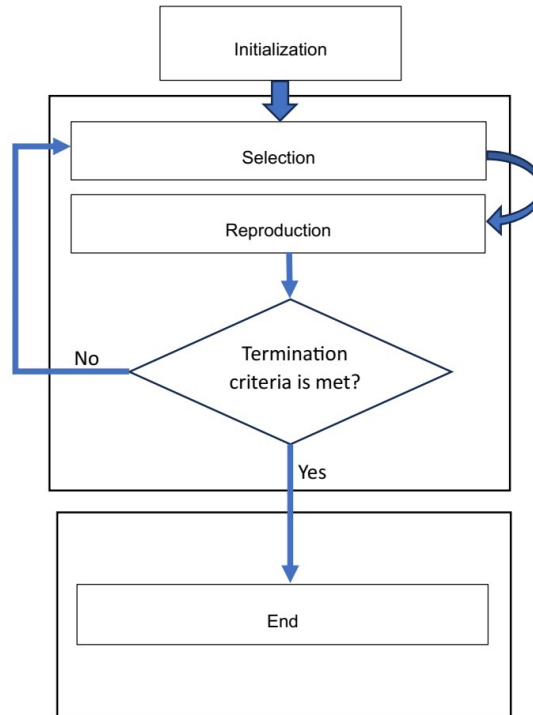 Initialization
Selection
Reproduction
Termination
criteria is met?
No
Yes
End